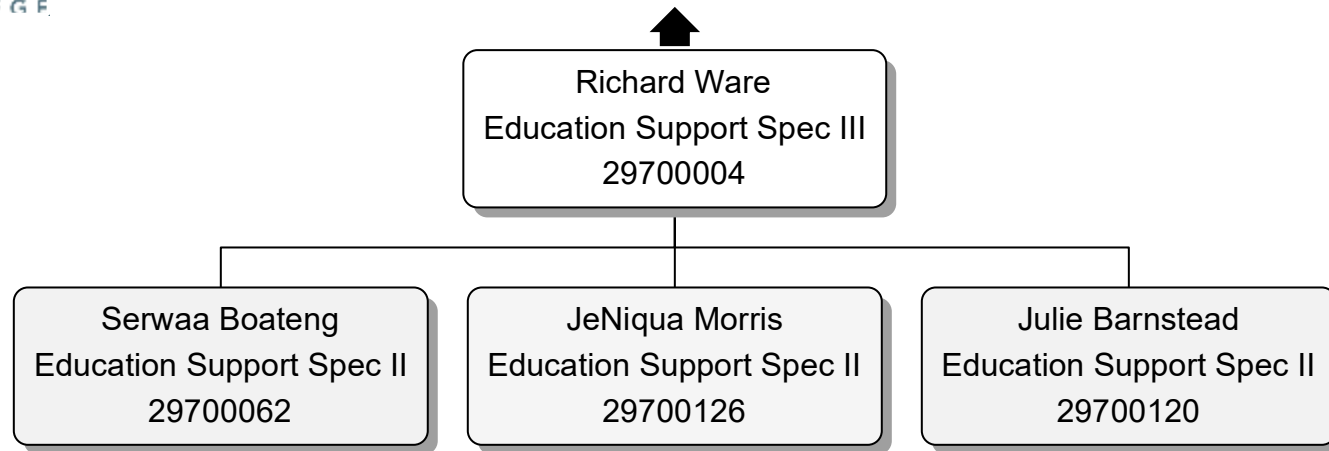 G E
Richard Ware
Education Support Spec III
29700004
Serwaa Boateng
Education Support Spec II
29700062
JeNiqua Morris
Education Support Spec II
29700126
Julie Barnstead
Education Support Spec II
29700120